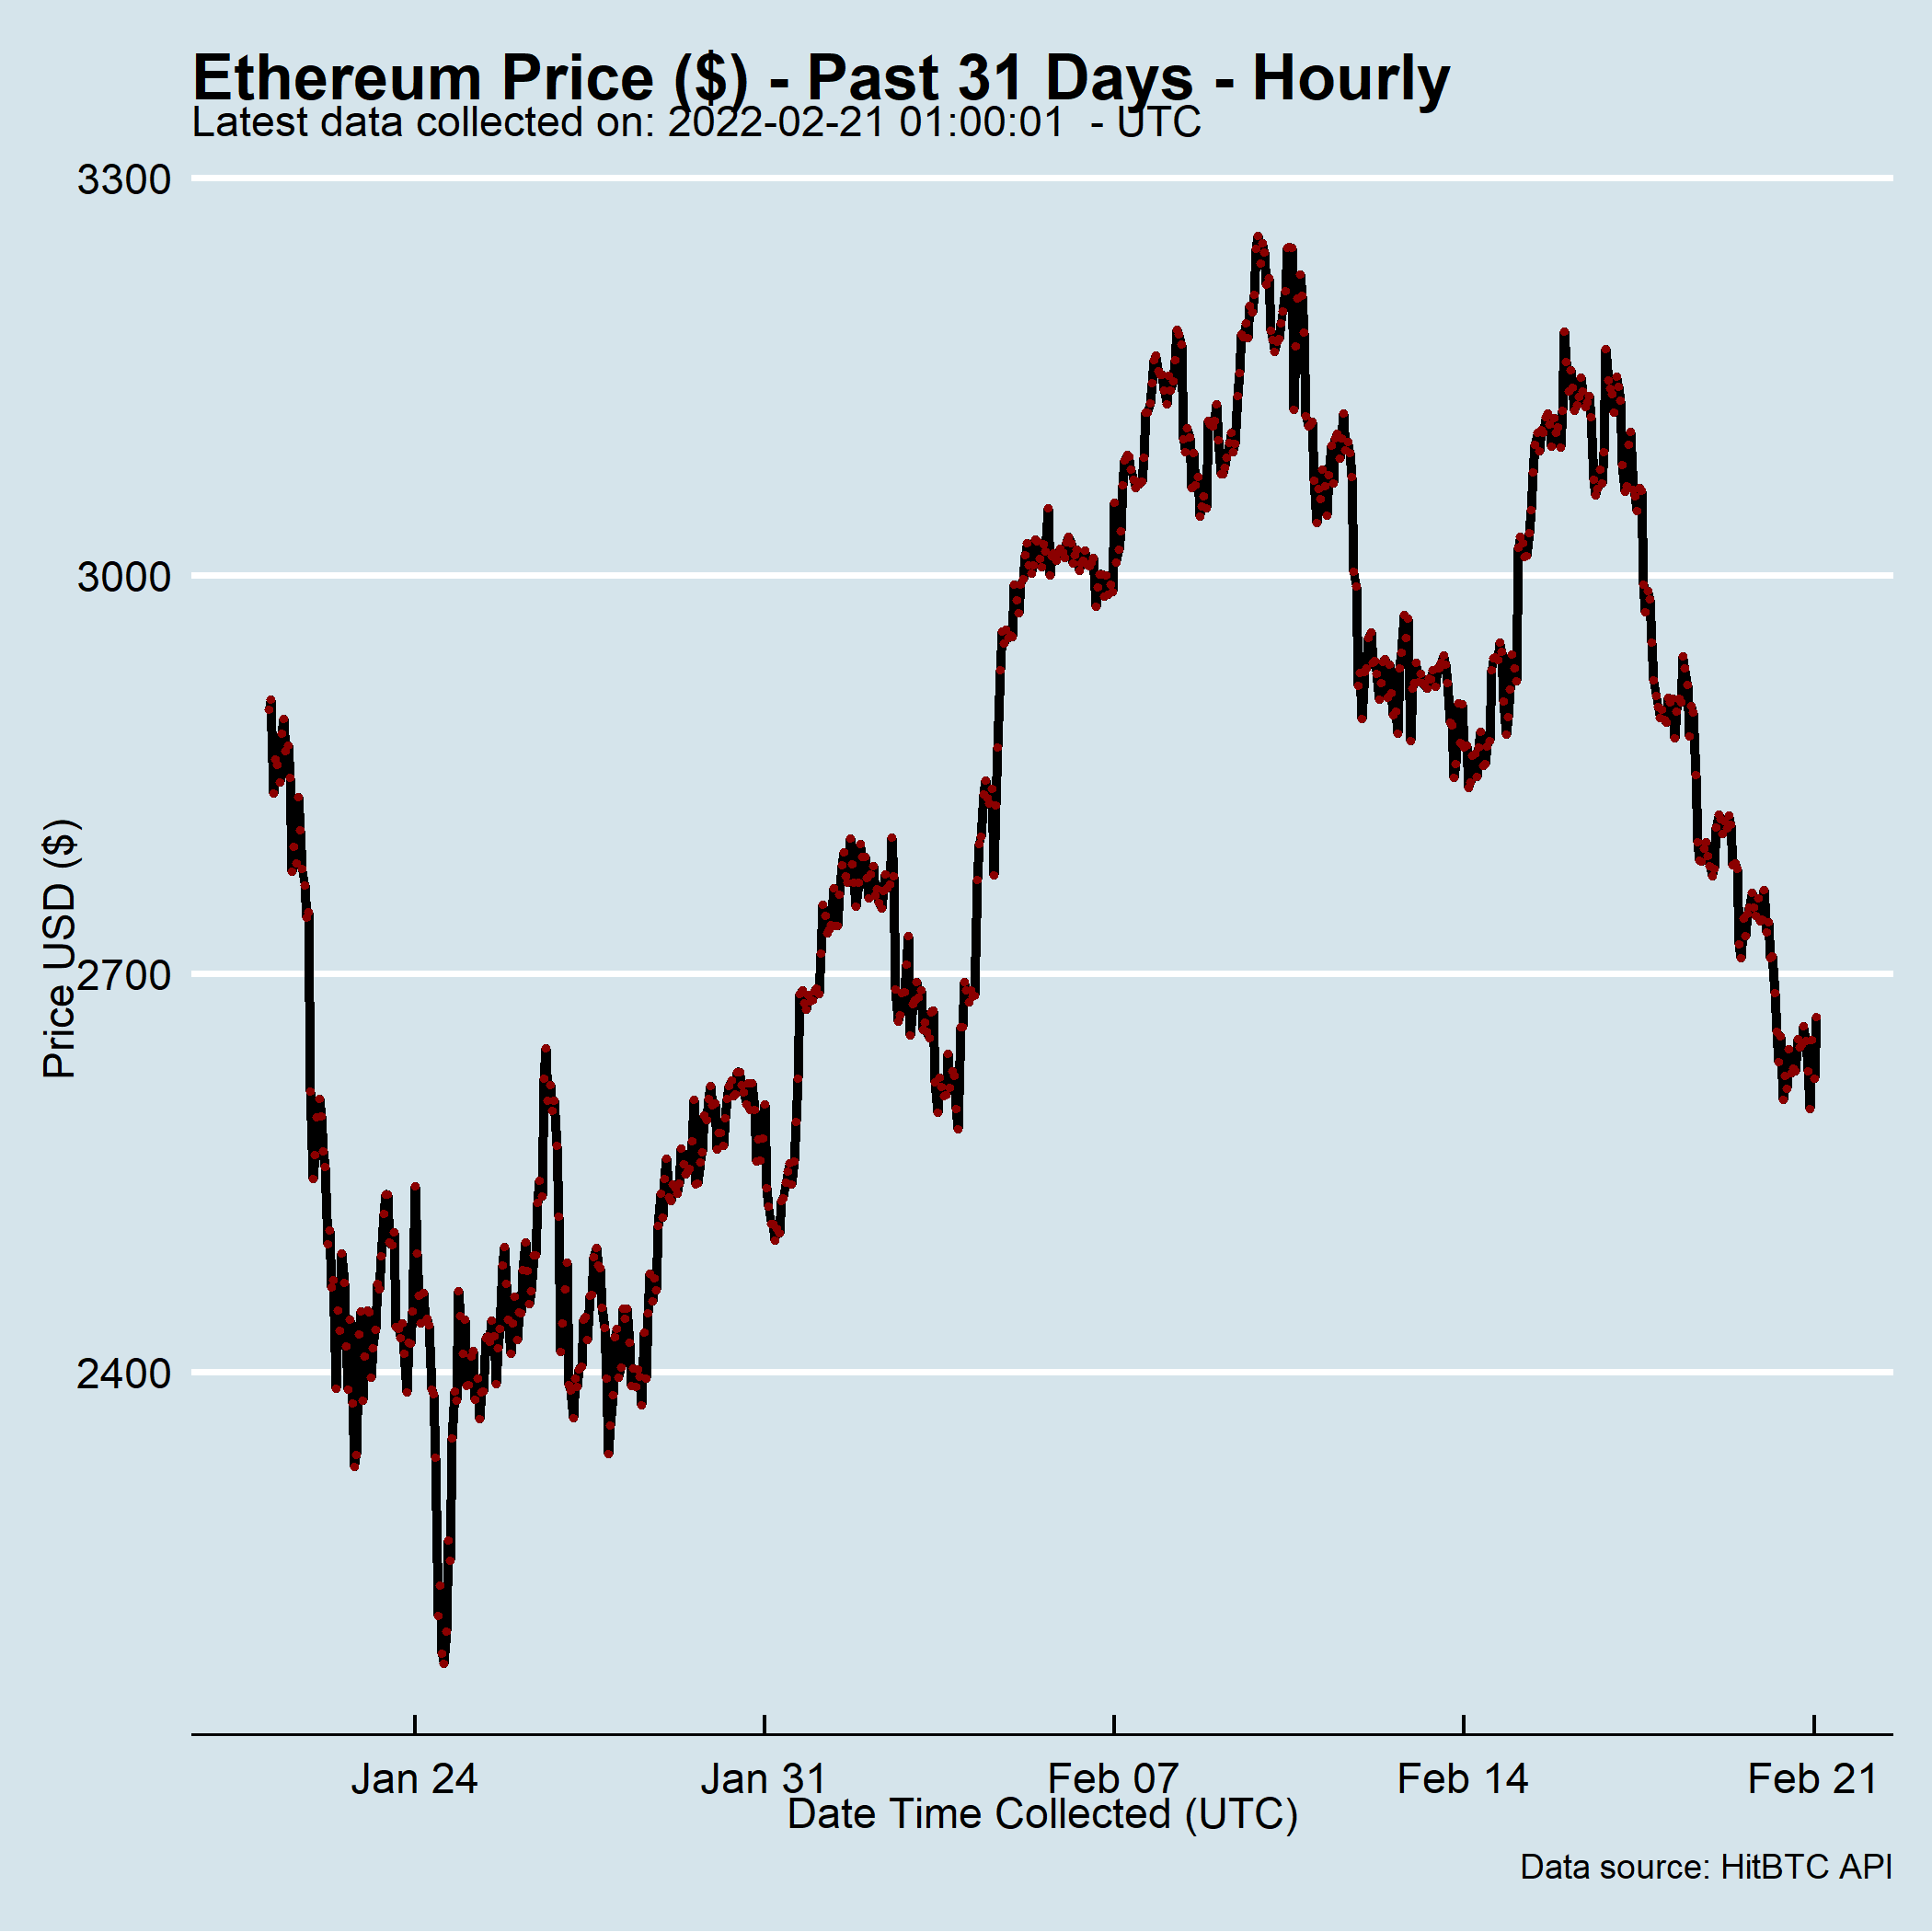 Ethereum Price ($) - Past 31 Days - Hourly
Latest data collected on: 2022-02-21 01:00:01  - UTC
3300
3000
2700
2400
Price USD ($)
Jan 24 Jan 31 Feb 07 Feb 14 Feb 21
Date Time Collected (UTC)
Data source: HitBTC API